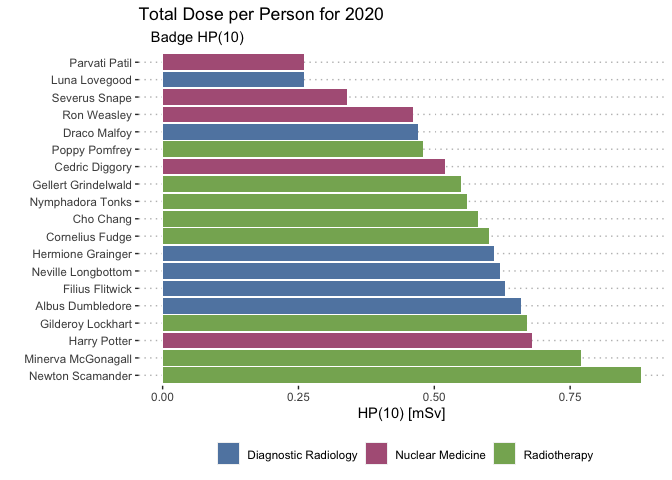 Total Dose per Person for 2020
Badge HP(10)
Parvati Patil
Luna Lovegood
Severus Snape
Ron Weasley
Draco Malfoy
Poppy Pomfrey
Cedric Diggory
Gellert Grindelwald
Nymphadora Tonks
Cho Chang
Cornelius Fudge
Hermione Grainger
Neville Longbottom
Filius Flitwick
Albus Dumbledore
Gilderoy Lockhart
Harry Potter
Minerva McGonagall
Newton Scamander
0.00 0.25 0.50 0.75
HP(10) [mSv]
Diagnostic Radiology Nuclear Medicine Radiotherapy